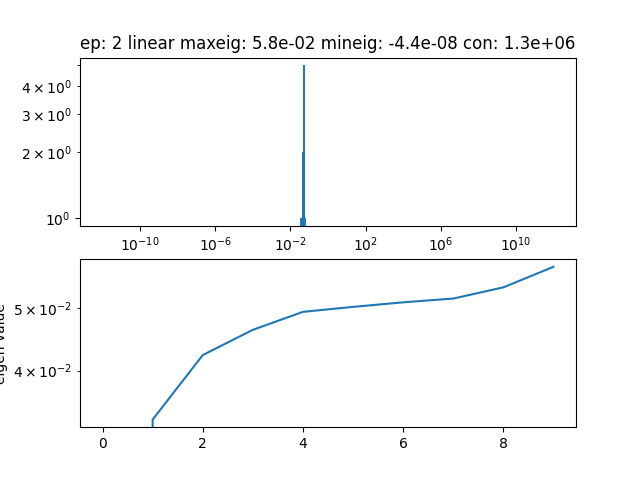 ep: 2 linear maxeig: 5.8e-02 mineig: -4.4e-08 con: 1.3e+06
4 × 10⁰
3 × 10⁰
2 × 10⁰
10⁰
10⁻¹⁰ 10⁻⁶ 10⁻² 10² 10⁶ 10¹⁰
eigen value
5 × 10⁻²
4 × 10⁻²
0 2 4 6 8